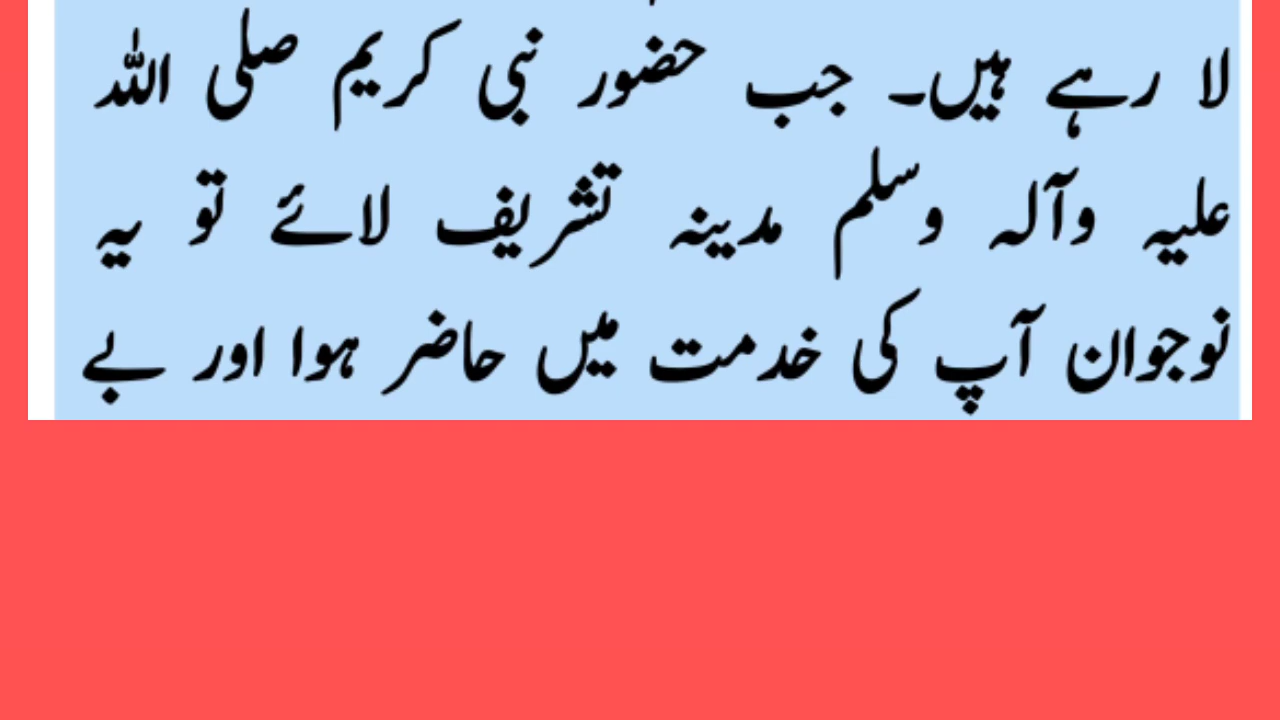 لا رہے ہیں۔ جب حضور نبی کریم صلی اللہ
علیہ وآلہ وسلم مدینہ تشریف لائے تو یہ
نوجوان آپ کی خدمت میں حاضر ہوا اور بے